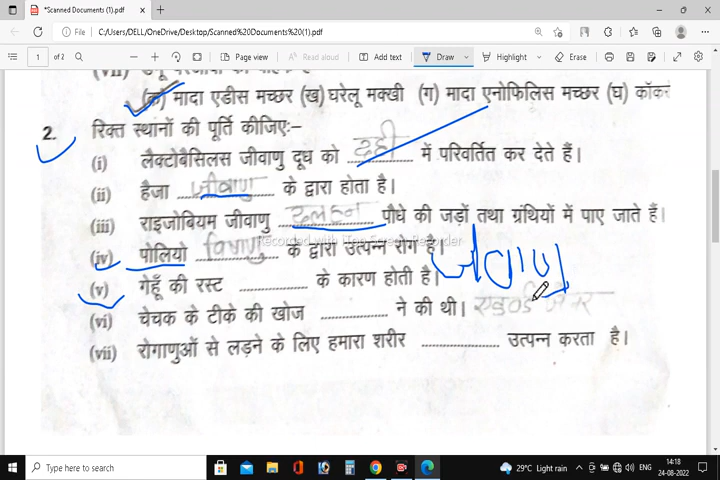 *Scanned Documents (1).pdf
File C:/Users/DELL/OneDrive/Desktop/Scanned%20Documents%20(1).pdf
1 of 2 Page view Read aloud Add text Draw Highlight Erase
(क) मादा एडीस मच्छर (ख) घरेलू मक्खी (ग) मादा एनोफिलिस मच्छर (घ)
2. रिक्त स्थानों की पूर्ति कीजिए:-
(i) लैक्टोबैसिलस जीवाणु दूध को दही में परिवर्तित कर देते हैं।
(ii) हैजा जीवाणु के द्वारा होता है।
(iii) राइजोबियम जीवाणु दलहन पौधे की जड़ों तथा ग्रंथियों में पाए जाते हैं।
Recorded with iTop Screen Recorder
(iv) पोलियो विषाणु के द्वारा उत्पन्न रोग है।
जीवाणु
(v) गेहूँ की रस्ट ............... के कारण होती है।
(vi) चेचक के टीके की खोज ............... ने की थी।
(vii) रोगाणुओं से लड़ने के लिए हमारा शरीर ............... उत्पन्न करता है।
Type here to search 29°C Light rain ENG 14:18
24-08-2022